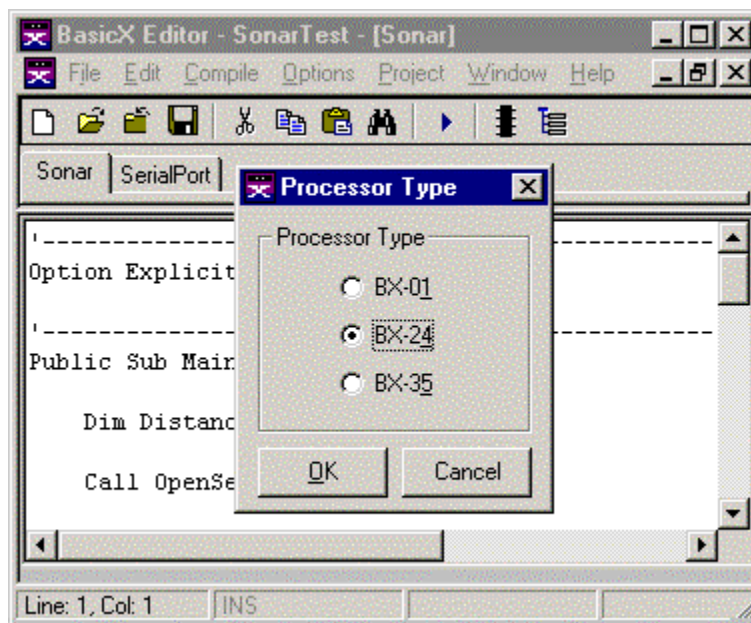 BasicX Editor - SonarTest - [Sonar]
File Edit Compile Options Project Window Help
Sonar SerialPort
Processor Type
Processor Type
BX-01
BX-24
BX-35
OK Cancel
'--------------------------------------------------
Option Explicit
'--------------------------------------------------
Public Sub Main
Dim Distanc
Call OpenSe
Line: 1, Col: 1 INS